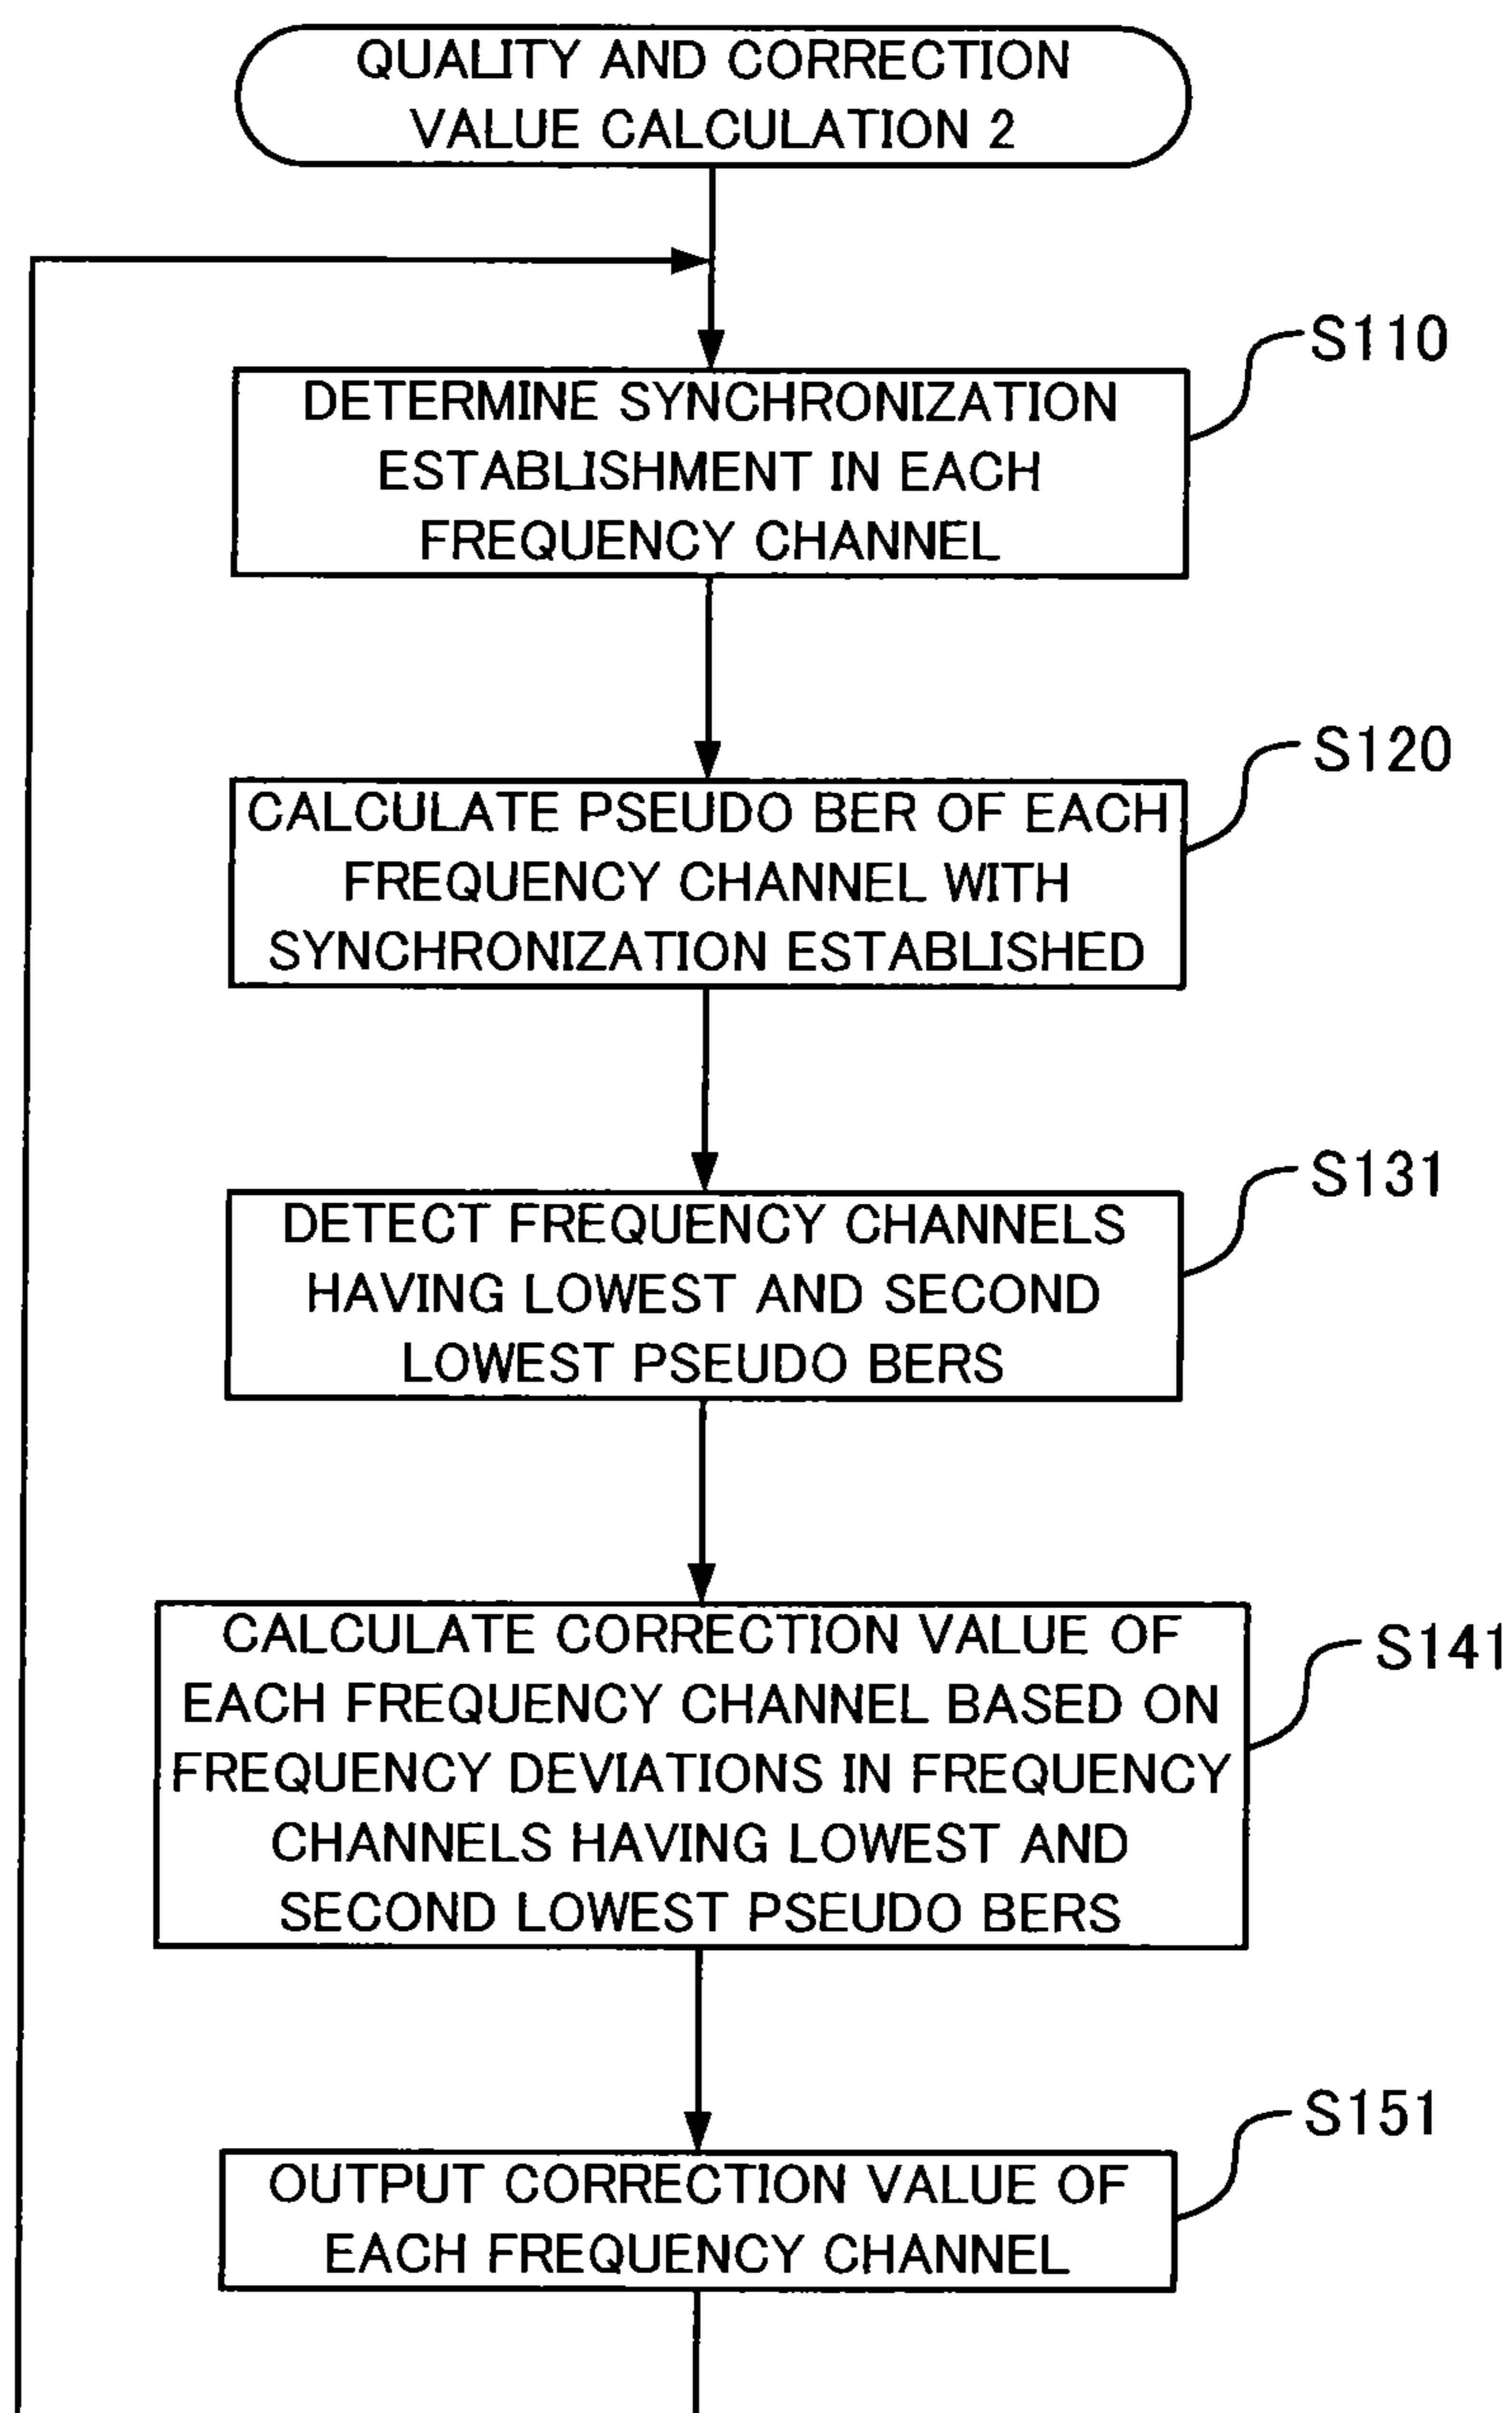 QUALITY AND CORRECTION
VALUE CALCULATION 2
S110
DETERMINE SYNCHRONIZATION
ESTABLISHMENT IN EACH
FREQUENCY CHANNEL
S120
CALCULATE PSEUDO BER OF EACH
FREQUENCY CHANNEL WITH
SYNCHRONIZATION ESTABLISHED
S131
DETECT FREQUENCY CHANNELS
HAVING LOWEST AND SECOND
LOWEST PSEUDO BERS
S141
CALCULATE CORRECTION VALUE OF
EACH FREQUENCY CHANNEL BASED ON
FREQUENCY DEVIATIONS IN FREQUENCY
CHANNELS HAVING LOWEST AND
SECOND LOWEST PSEUDO BERS
S151
OUTPUT CORRECTION VALUE OF
EACH FREQUENCY CHANNEL